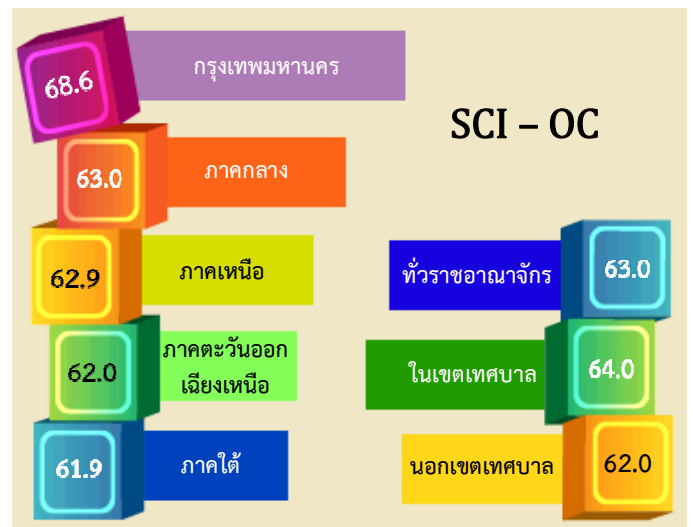 68.6 กรุงเทพมหานคร
SCI – OC
63.0 ภาคกลาง
62.9 ภาคเหนือ
62.0 ภาคตะวันออก
เฉียงเหนือ
61.9 ภาคใต้
ทั่วราชอาณาจักร 63.0
ในเขตเทศบาล 64.0
นอกเขตเทศบาล 62.0